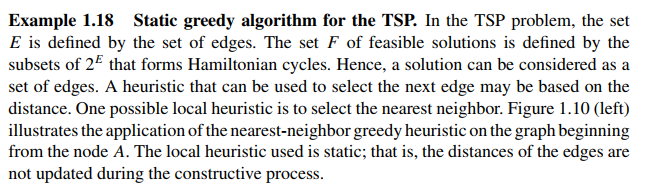 Example 1.18 Static greedy algorithm for the TSP. In the TSP problem, the set
E is defined by the set of edges. The set F of feasible solutions is defined by the
subsets of 2^E that forms Hamiltonian cycles. Hence, a solution can be considered as a
set of edges. A heuristic that can be used to select the next edge may be based on the
distance. One possible local heuristic is to select the nearest neighbor. Figure 1.10 (left)
illustrates the application of the nearest-neighbor greedy heuristic on the graph beginning
from the node A. The local heuristic used is static; that is, the distances of the edges are
not updated during the constructive process.